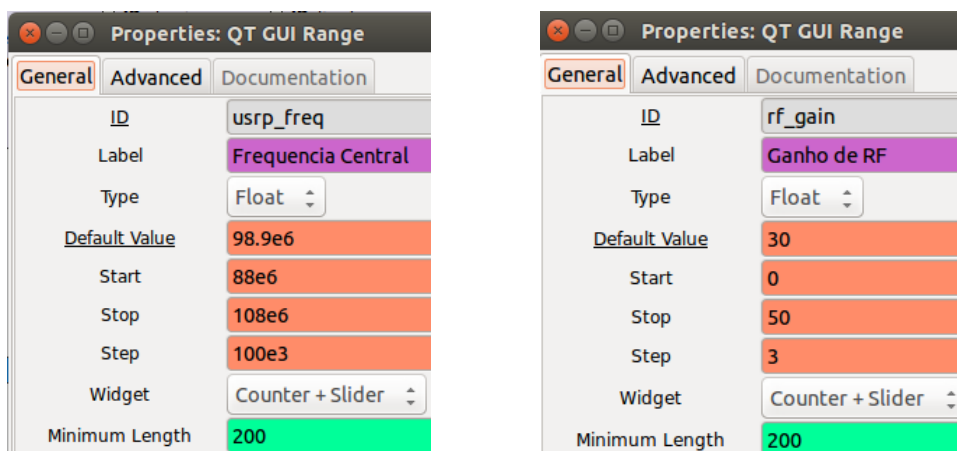 Properties: QT GUI Range
General Advanced Documentation
ID usrp_freq
Label Frequencia Central
Type Float
Default Value 98.9e6
Start 88e6
Stop 108e6
Step 100e3
Widget Counter + Slider
Minimum Length 200
Properties: QT GUI Range
General Advanced Documentation
ID rf_gain
Label Ganho de RF
Type Float
Default Value 30
Start 0
Stop 50
Step 3
Widget Counter + Slider
Minimum Length 200